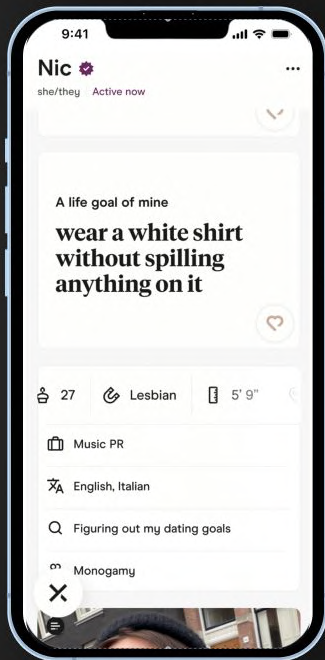 9:41
Nic
she/they Active now
A life goal of mine
wear a white shirt
without spilling
anything on it
27 Lesbian 5' 9"
Music PR
English, Italian
Figuring out my dating goals
Monogamy